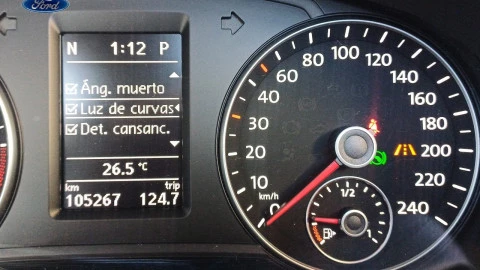 Ford
N 1:12 P
Áng. muerto
Luz de curvas
Det. cansanc.
26.5 °C
km trip
105267 124.7
0
10
20
30
60
80
100
120
140
160
180
200
220
240
km/h
1/2
1